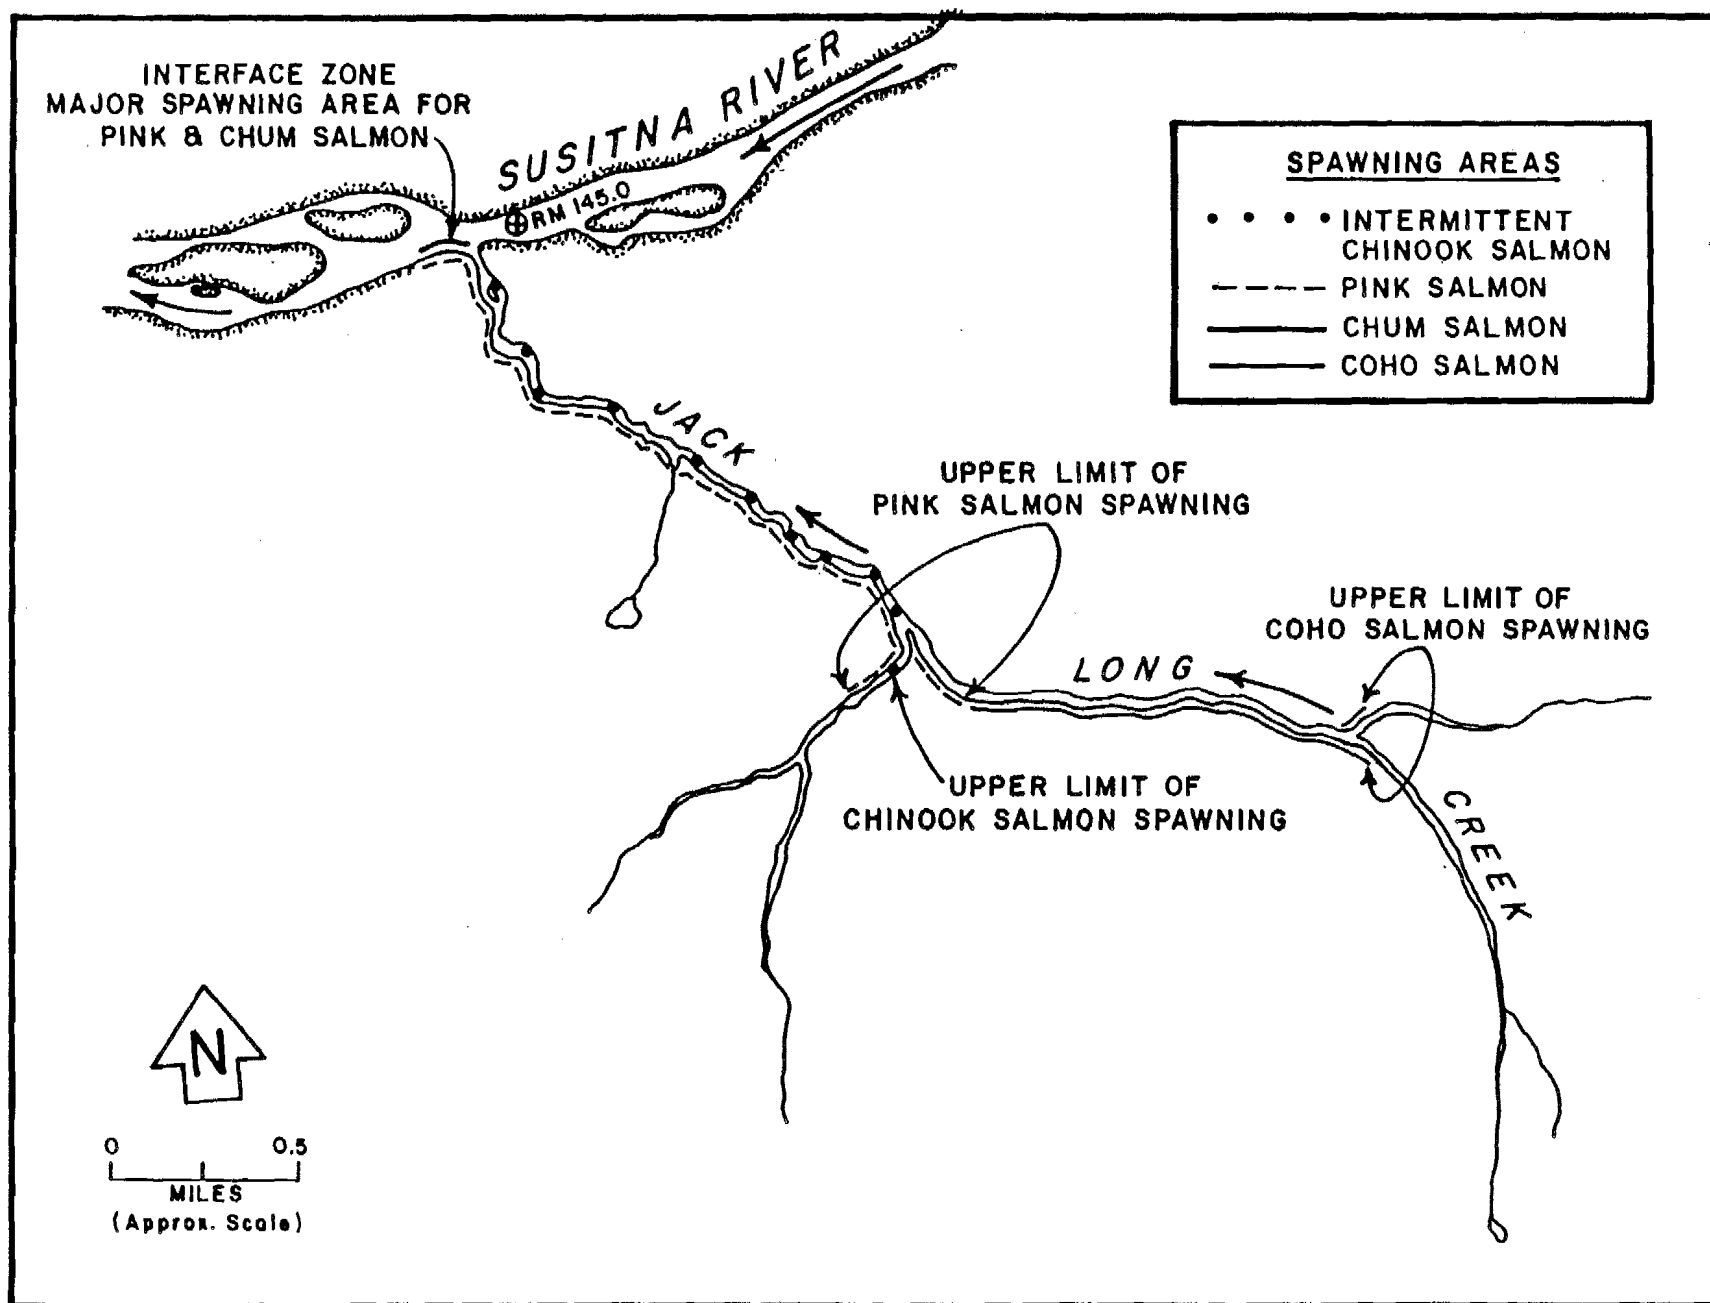 INTERFACE ZONE
MAJOR SPAWNING AREA FOR
PINK & CHUM SALMON
SUSITNA RIVER
RM 145.0
SPAWNING AREAS
INTERMITTENT
CHINOOK SALMON
PINK SALMON
CHUM SALMON
COHO SALMON
JACK
UPPER LIMIT OF
PINK SALMON SPAWNING
UPPER LIMIT OF
COHO SALMON SPAWNING
LONG
UPPER LIMIT OF
CHINOOK SALMON SPAWNING
CREEK
N
0 0.5
MILES
(Approx. Scale)